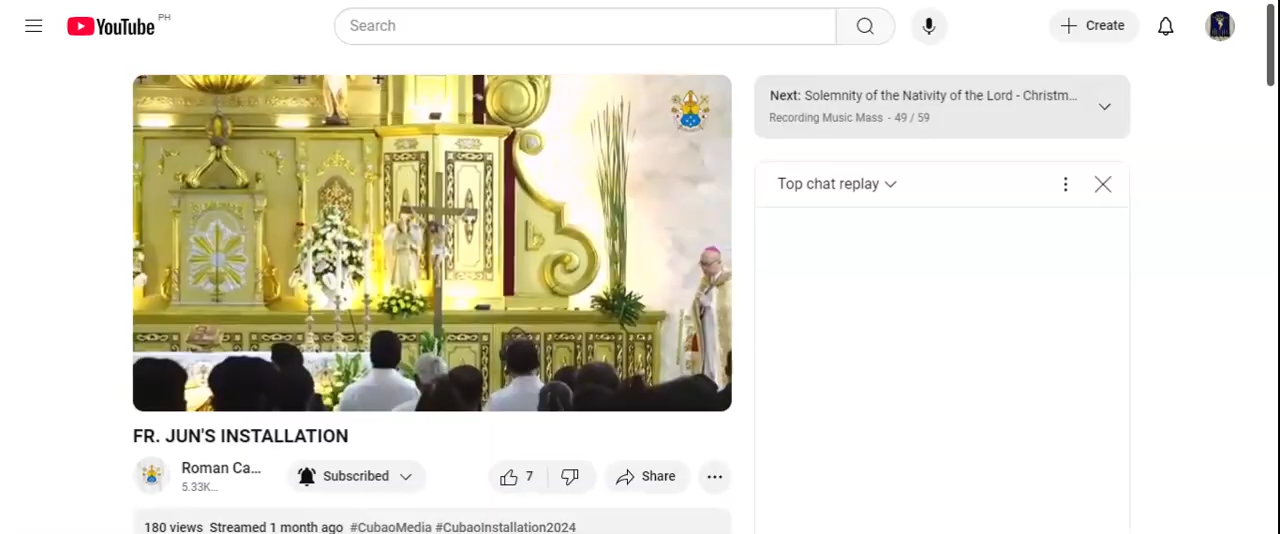 YouTube PH
Search
Create
Next: Solemnity of the Nativity of the Lord - Christm...
Recording Music Mass - 49 / 59
Top chat replay
FR. JUN'S INSTALLATION
Roman Ca...
5.33K...
Subscribed
7
Share
180 views Streamed 1 month ago #CubaoMedia #CubaoInstallation2024